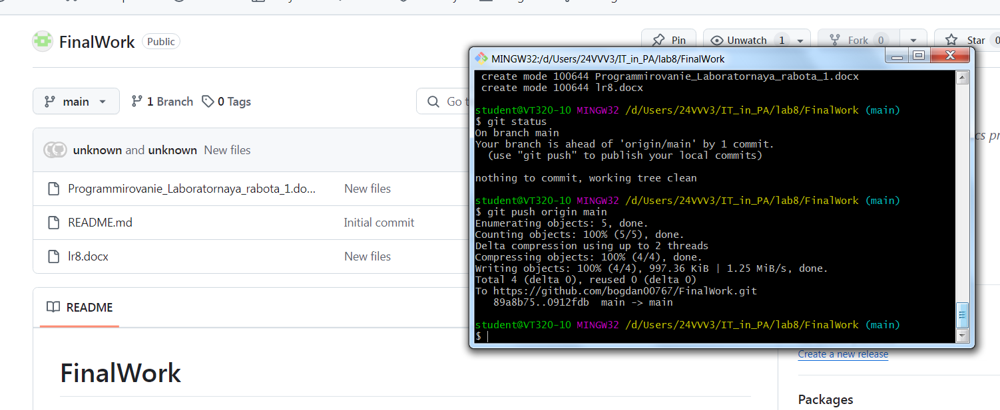 FinalWork Public
Pin
Unwatch 1
Fork 0
Star 0
main
1 Branch
0 Tags
Go t
unknown and unknown New files
Programmirovanie_Laboratornaya_rabota_1.do... New files
README.md Initial commit
lr8.docx New files
README
FinalWork
MINGW32:/d/Users/24VVV3/IT_in_PA/lab8/FinalWork
create mode 100644 Programmirovanie_Laboratornaya_rabota_1.docx
create mode 100644 lr8.docx
student@VT320-10 MINGW32 /d/Users/24VVV3/IT_in_PA/lab8/FinalWork (main)
$ git status
On branch main
Your branch is ahead of 'origin/main' by 1 commit.
(use "git push" to publish your local commits)
nothing to commit, working tree clean
student@VT320-10 MINGW32 /d/Users/24VVV3/IT_in_PA/lab8/FinalWork (main)
$ git push origin main
Enumerating objects: 5, done.
Counting objects: 100% (5/5), done.
Delta compression using up to 2 threads
Compressing objects: 100% (4/4), done.
Writing objects: 100% (4/4), 997.36 KiB | 1.25 MiB/s, done.
Total 4 (delta 0), reused 0 (delta 0)
To https://github.com/bogdan00767/FinalWork.git
89a8b75..0912fdb main -> main
student@VT320-10 MINGW32 /d/Users/24VVV3/IT_in_PA/lab8/FinalWork (main)
$
cs pr
Create a new release
Packages